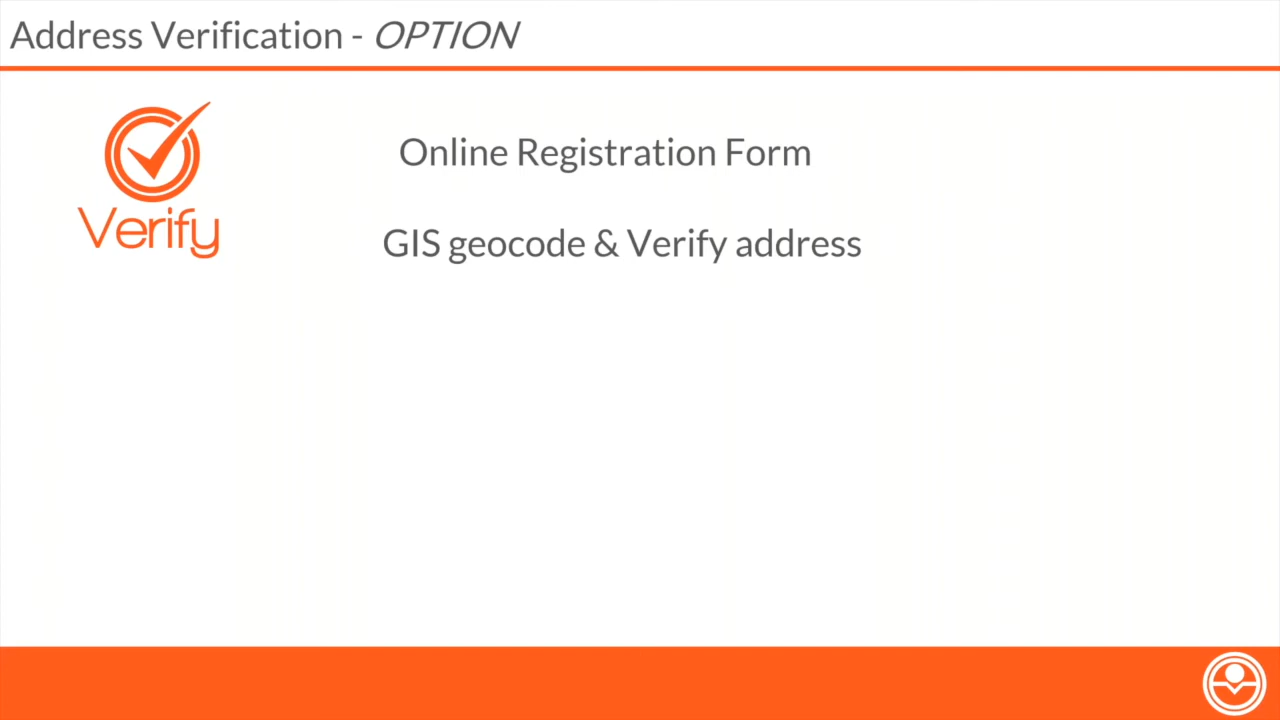 Address Verification - OPTION
Verify
Online Registration Form
GIS geocode & Verify address